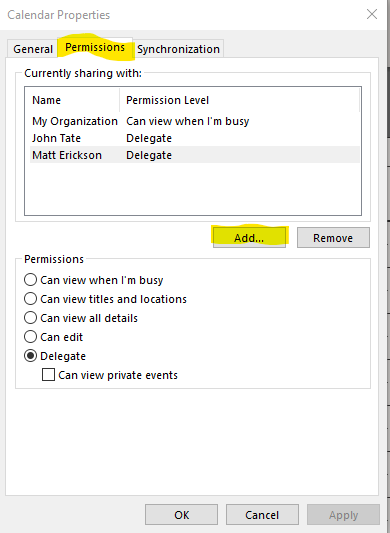 Calendar Properties
General Permissions Synchronization
Currently sharing with:
Name Permission Level
My Organization Can view when I'm busy
John Tate Delegate
Matt Erickson Delegate
Add... Remove
Permissions
Can view when I'm busy
Can view titles and locations
Can view all details
Can edit
Delegate
Can view private events
OK Cancel Apply